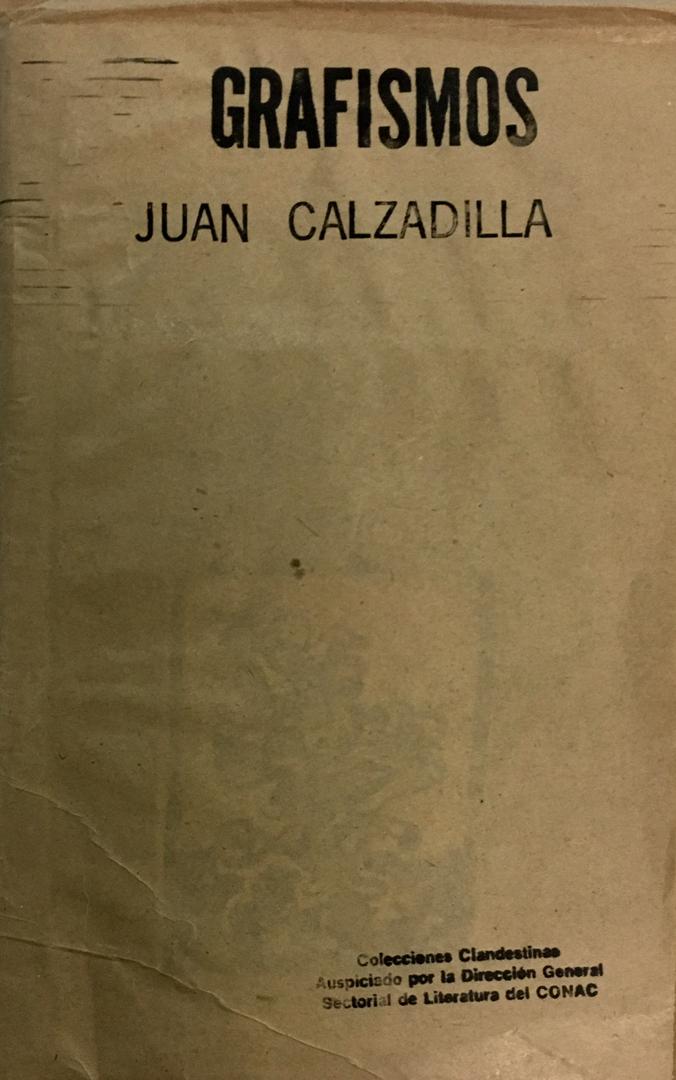 GRAFISMOS
JUAN CALZADILLA
Colecciones Clandestinas
Auspiciado por la Dirección General
Sectorial de Literatura del CONAC